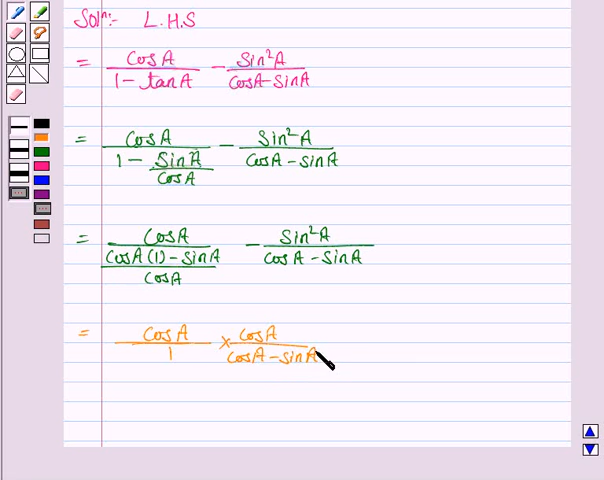 Soln:- L.H.S
= CosA / 1 - tanA - Sin²A / CosA - SinA
= CosA / 1 - SinA / CosA - Sin²A / CosA - SinA
= CosA / CosA (1) - SinA / CosA - Sin²A / CosA - SinA
= CosA / 1 × CosA / CosA - SinA